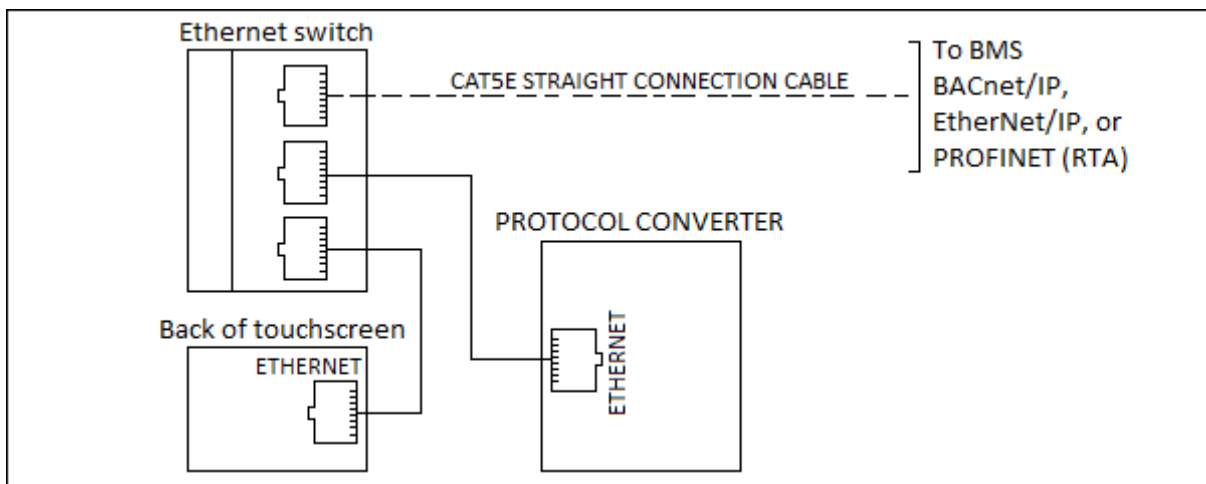 Ethernet switch
CAT5E STRAIGHT CONNECTION CABLE
To BMS
BACnet/IP,
EtherNet/IP, or
PROFINET (RTA)
PROTOCOL CONVERTER
ETHERNET
Back of touchscreen
ETHERNET